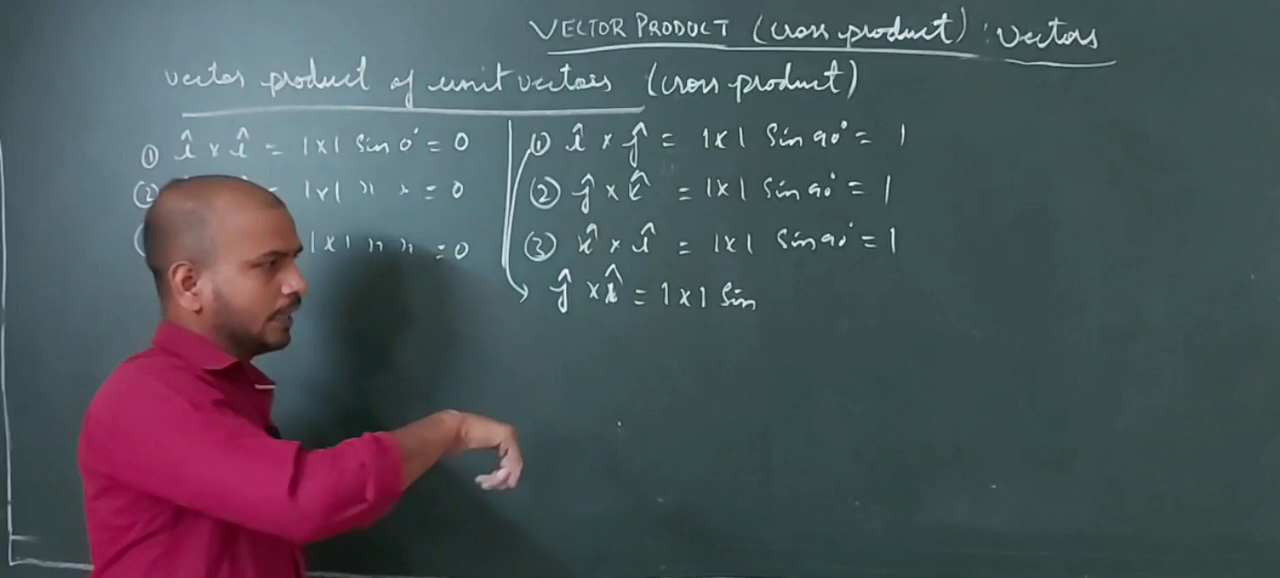 VECTOR PRODUCT (cross product) : Vectors
vector product of unit vectors (cross product)
① î × î = 1×1 Sin 0° = 0
② = 1×1 〃 〃 = 0
1×1 〃 〃 = 0
① î × ĵ = 1×1 Sin 90° = 1
② ĵ × k̂ = 1×1 Sin 90° = 1
③ k̂ × î = 1×1 Sin 90° = 1
ĵ × î = 1×1 Sin